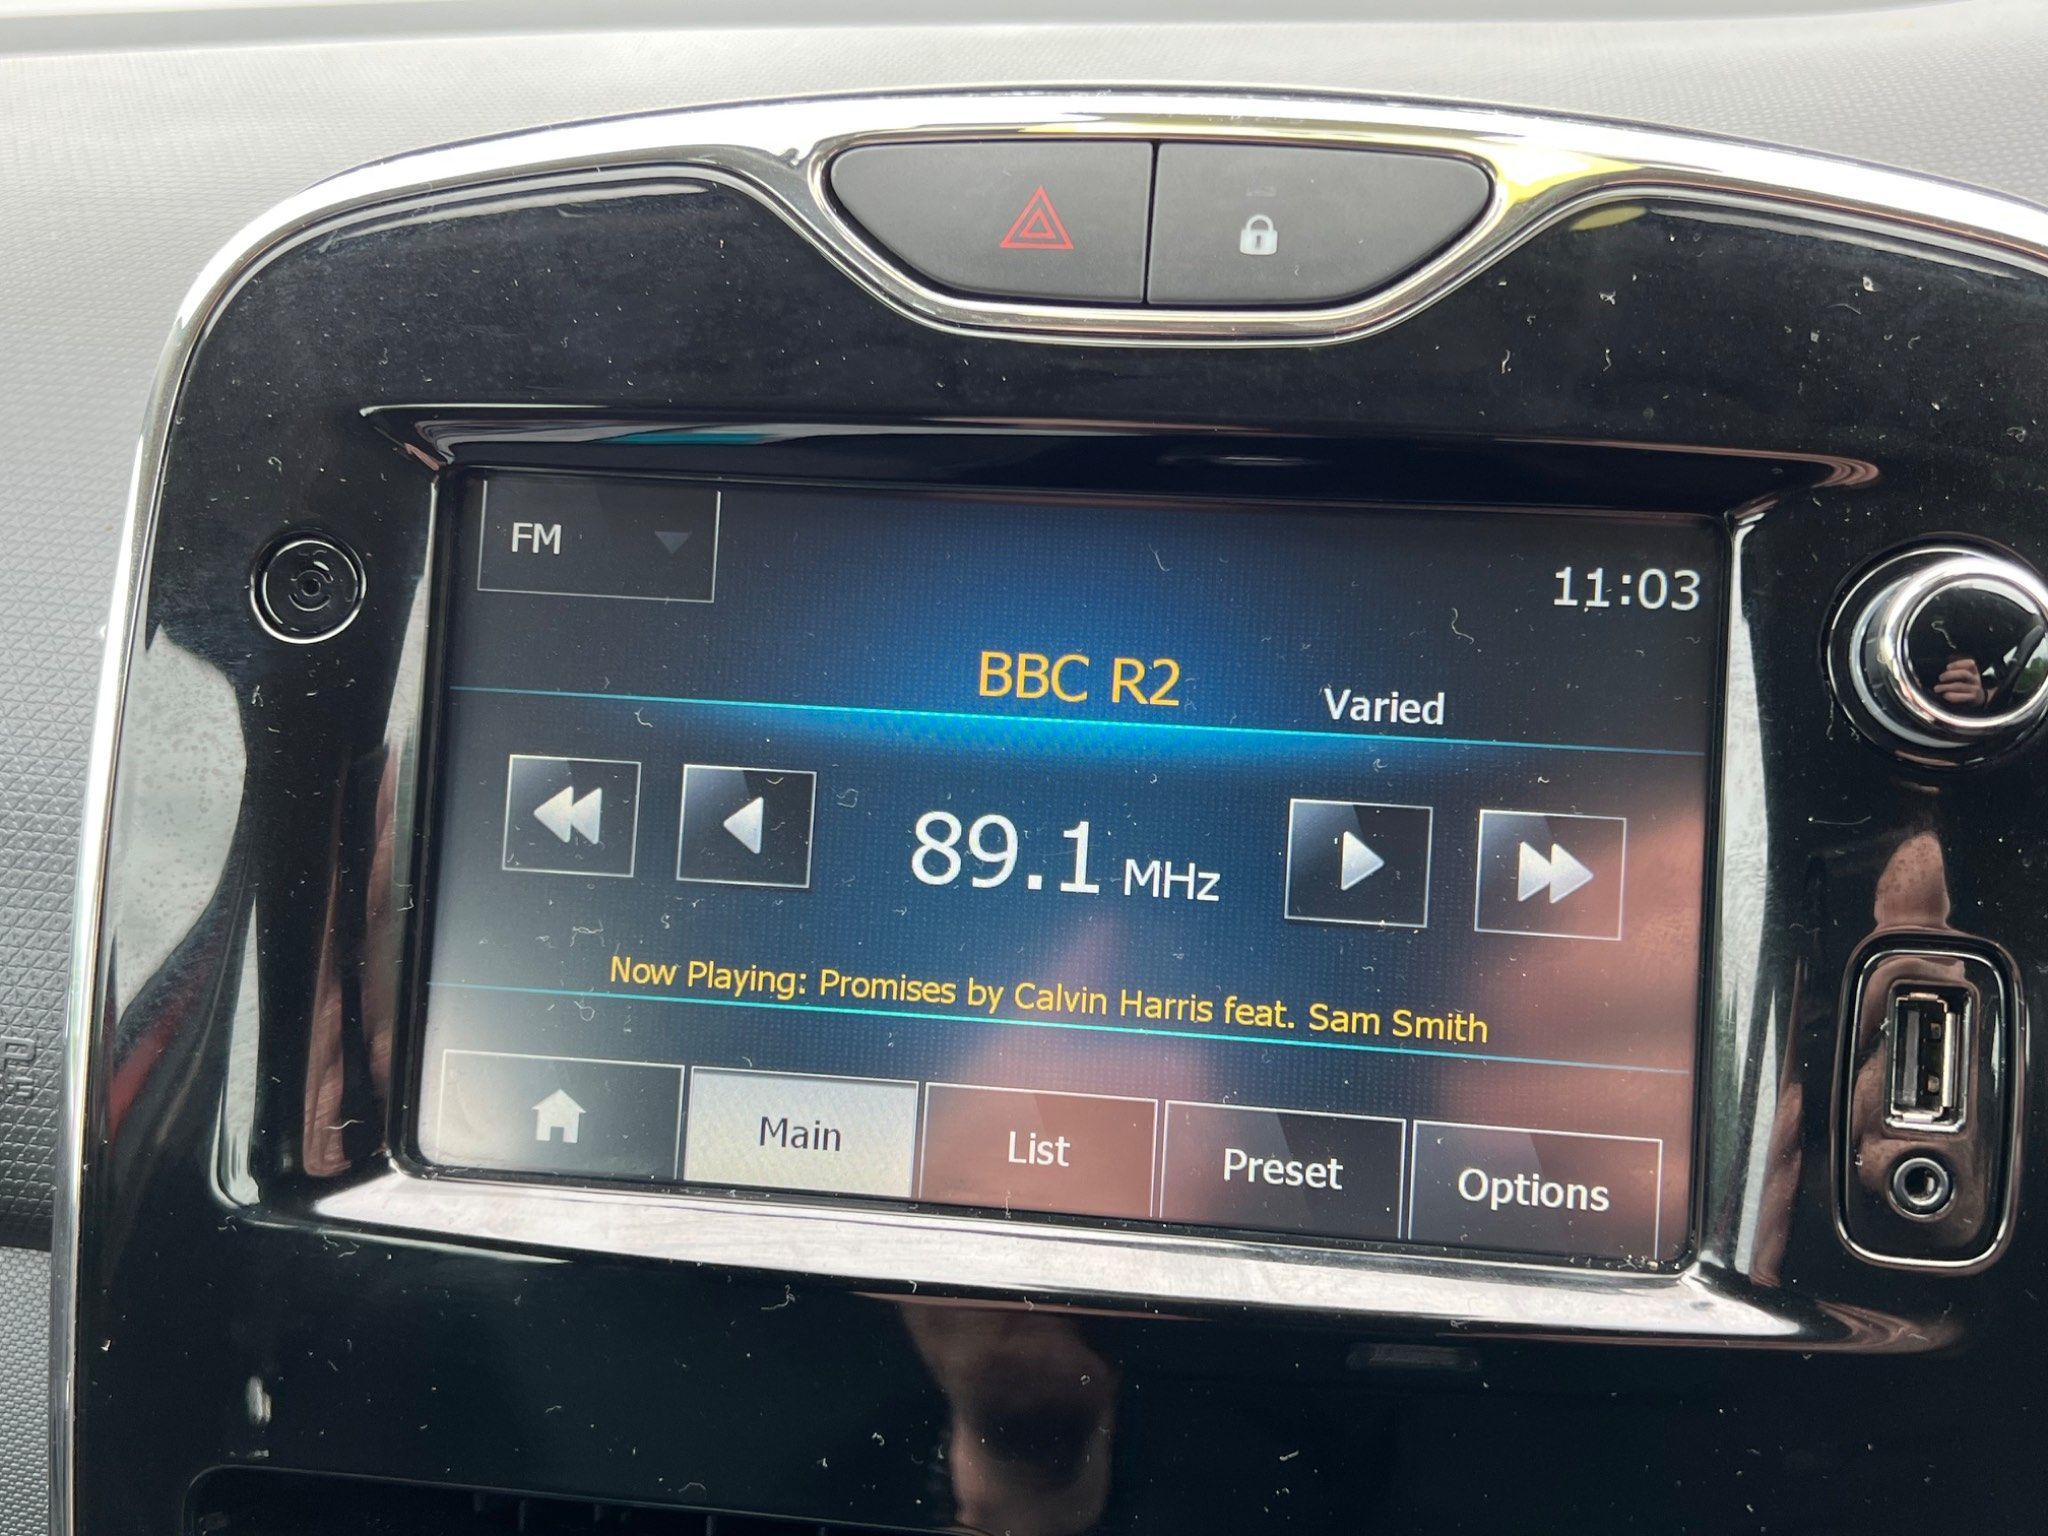 FM
11:03
BBC R2
Varied
89.1 MHz
Now Playing: Promises by Calvin Harris feat. Sam Smith
Main
List
Preset
Options